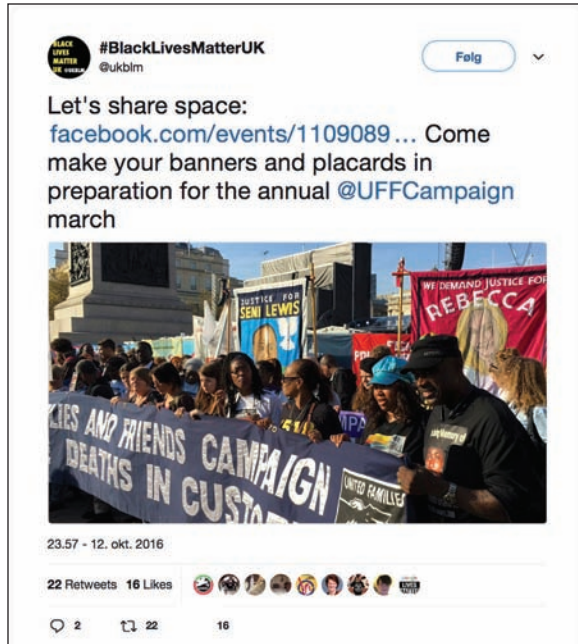 BLACK
LIVES
MATTER
UK @UKBLM
#BlackLivesMatterUK
@ukblm
Følg
Let's share space:
facebook.com/events/1109089... Come
make your banners and placards in
preparation for the annual @UFFCampaign
march
JUSTICE FOR
SENI LEWIS
WE DEMAND JUSTICE FOR
REBECCA
LIES AND FRIENDS CAMPAIGN
DEATHS IN CUSTO
UNITED FAMILIES
23.57 - 12. okt. 2016
22 Retweets 16 Likes
2 22 16